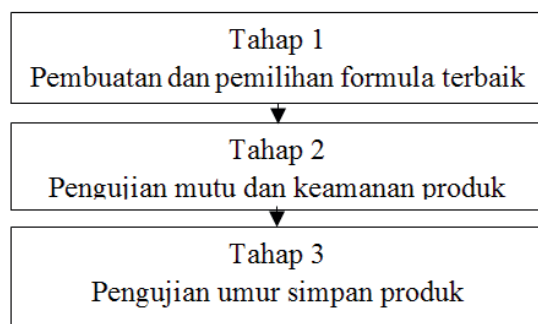 Tahap 1
Pembuatan dan pemilihan formula terbaik
Tahap 2
Pengujian mutu dan keamanan produk
Tahap 3
Pengujian umur simpan produk